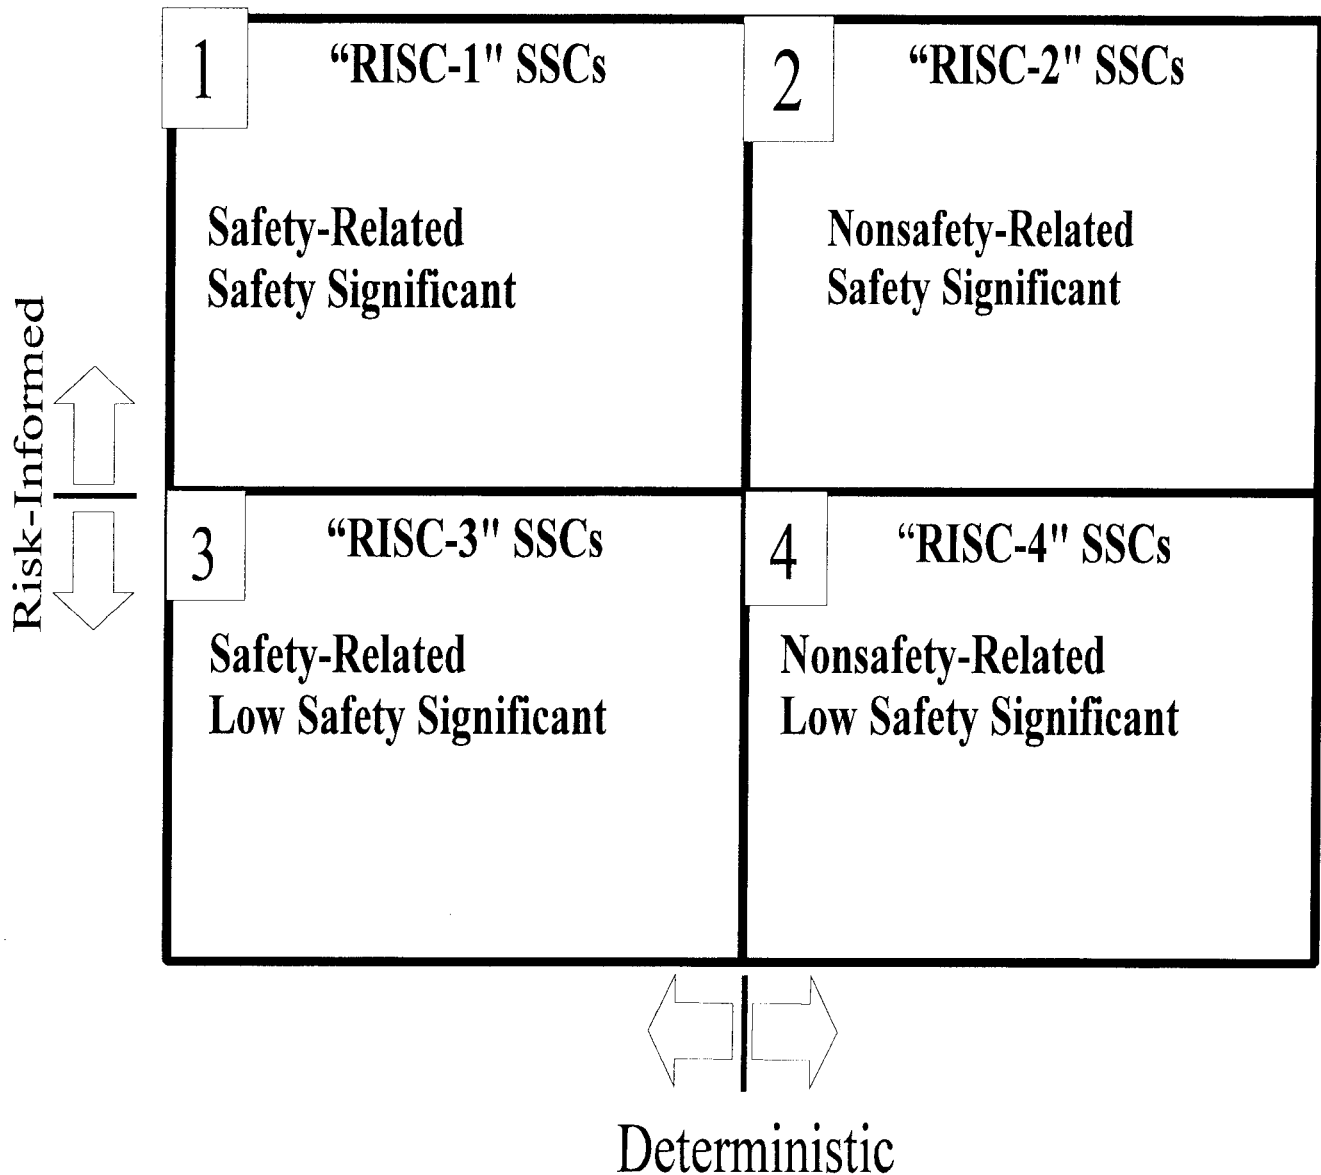 1
“RISC-1" SSCs
Safety-Related
Safety Significant
2
“RISC-2" SSCs
Nonsafety-Related
Safety Significant
Risk-Informed
3
“RISC-3" SSCs
Safety-Related
Low Safety Significant
4
“RISC-4" SSCs
Nonsafety-Related
Low Safety Significant
Deterministic